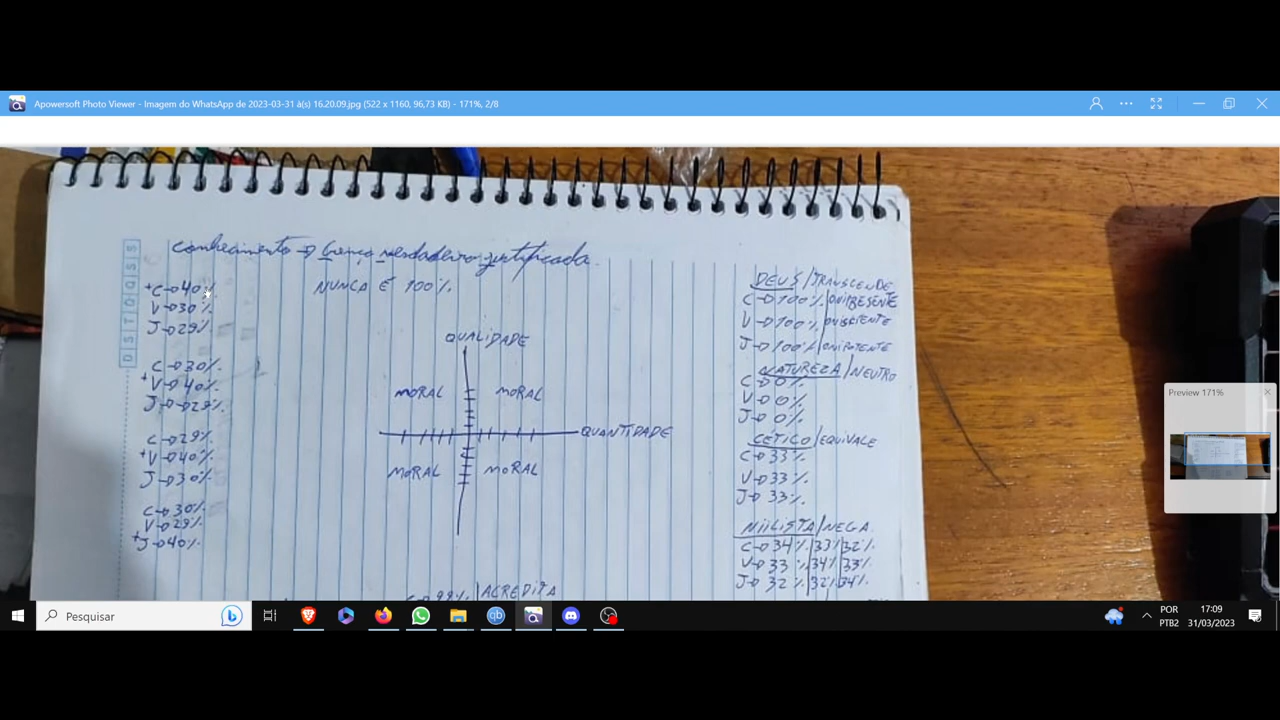 Apowersoft Photo Viewer - Imagem do WhatsApp de 2023-03-31 à(s) 16.20.09.jpg (522 x 1160, 96,73 KB) - 171%, 2/8
Conhecimento → Crença verdadeira justificada.
NUNCA É 100%.
D S T Q Q S S
+C→40%
V→30%
J→29%
C→30%.
+V→40%
J→29%.
C→29%.
+V→40%.
J→30%.
C→30%.
V→29%.
+J→40%.
QUALIDADE
MORAL MORAL
QUANTIDADE
MORAL MORAL
C→99% | ACREDITA
DEUS/TRANSCENDE
C→100% | ONIPRESENTE
V→100% | ONISCIENTE
J→100% | ONIPOTENTE
NATUREZA/NEUTRO
C→0%
V→0%
J→0%
CÉTICO/EQUIVALE
C→33%.
V→33%.
J→33%.
NIILISTA/NEGA.
C→34% | 33% | 32%.
V→33% | 34% | 33%.
J→32% | 32% | 34%.
Preview 171%
Pesquisar
POR
PTB2
17:09
31/03/2023